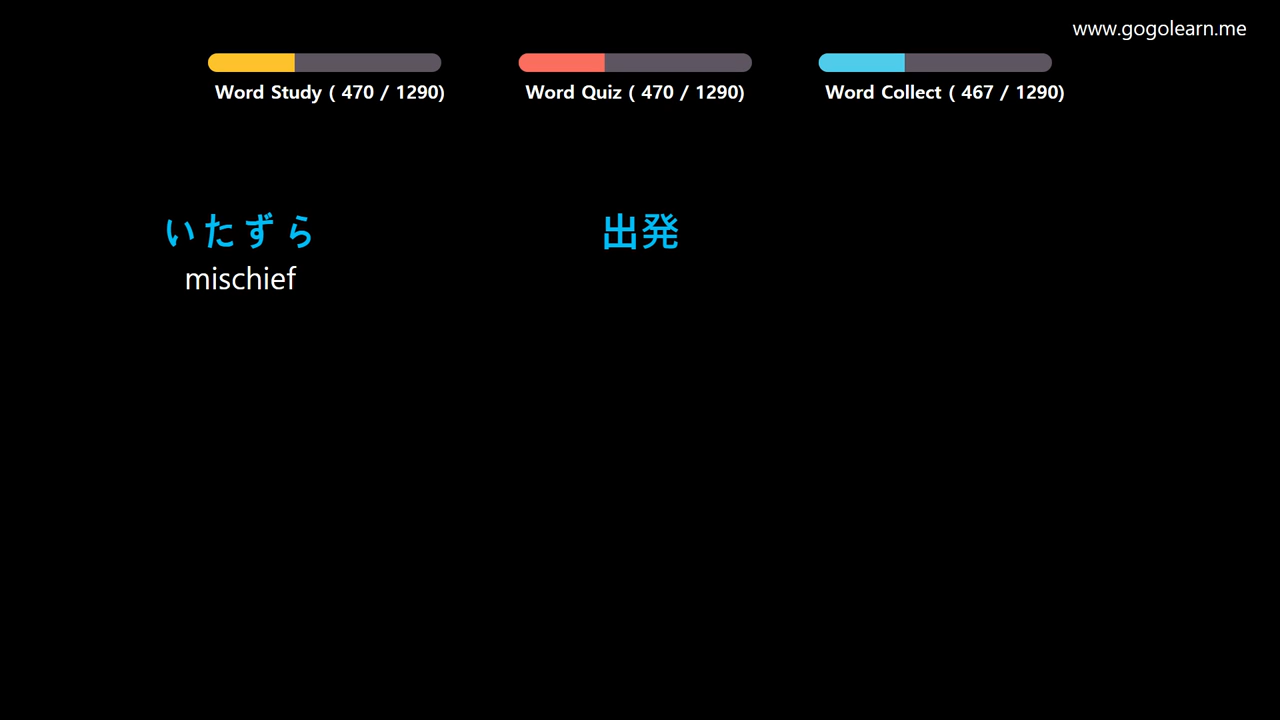 www.gogolearn.me
Word Study ( 470 / 1290)
Word Quiz ( 470 / 1290)
Word Collect ( 467 / 1290)
いたずら
出発
mischief